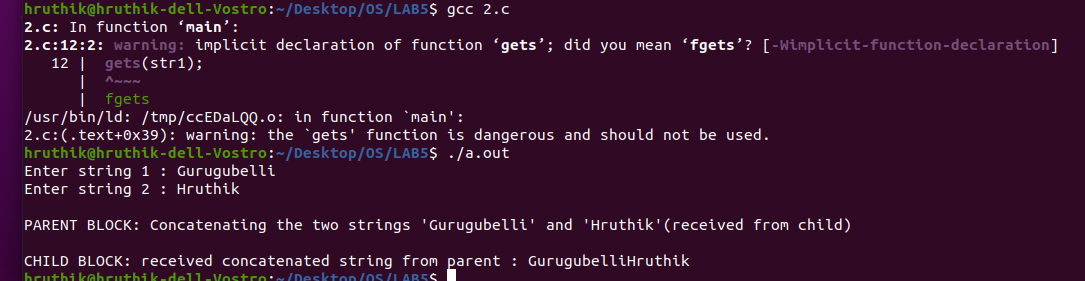 hruthik@hruthik-dell-Vostro:~/Desktop/OS/LAB5$ gcc 2.c
2.c: In function ‘main’:
2.c:12:2: warning: implicit declaration of function ‘gets’; did you mean ‘fgets’? [-Wimplicit-function-declaration]
   12 |  gets(str1);
      |  ^~~~
      |  fgets
/usr/bin/ld: /tmp/ccEDaLQQ.o: in function `main':
2.c:(.text+0x39): warning: the `gets' function is dangerous and should not be used.
hruthik@hruthik-dell-Vostro:~/Desktop/OS/LAB5$ ./a.out
Enter string 1 : Gurugubelli
Enter string 2 : Hruthik
PARENT BLOCK: Concatenating the two strings 'Gurugubelli' and 'Hruthik'(received from child)
CHILD BLOCK: received concatenated string from parent : GurugubelliHruthik
hruthik@hruthik-dell-Vostro:~/Desktop/OS/LAB5$